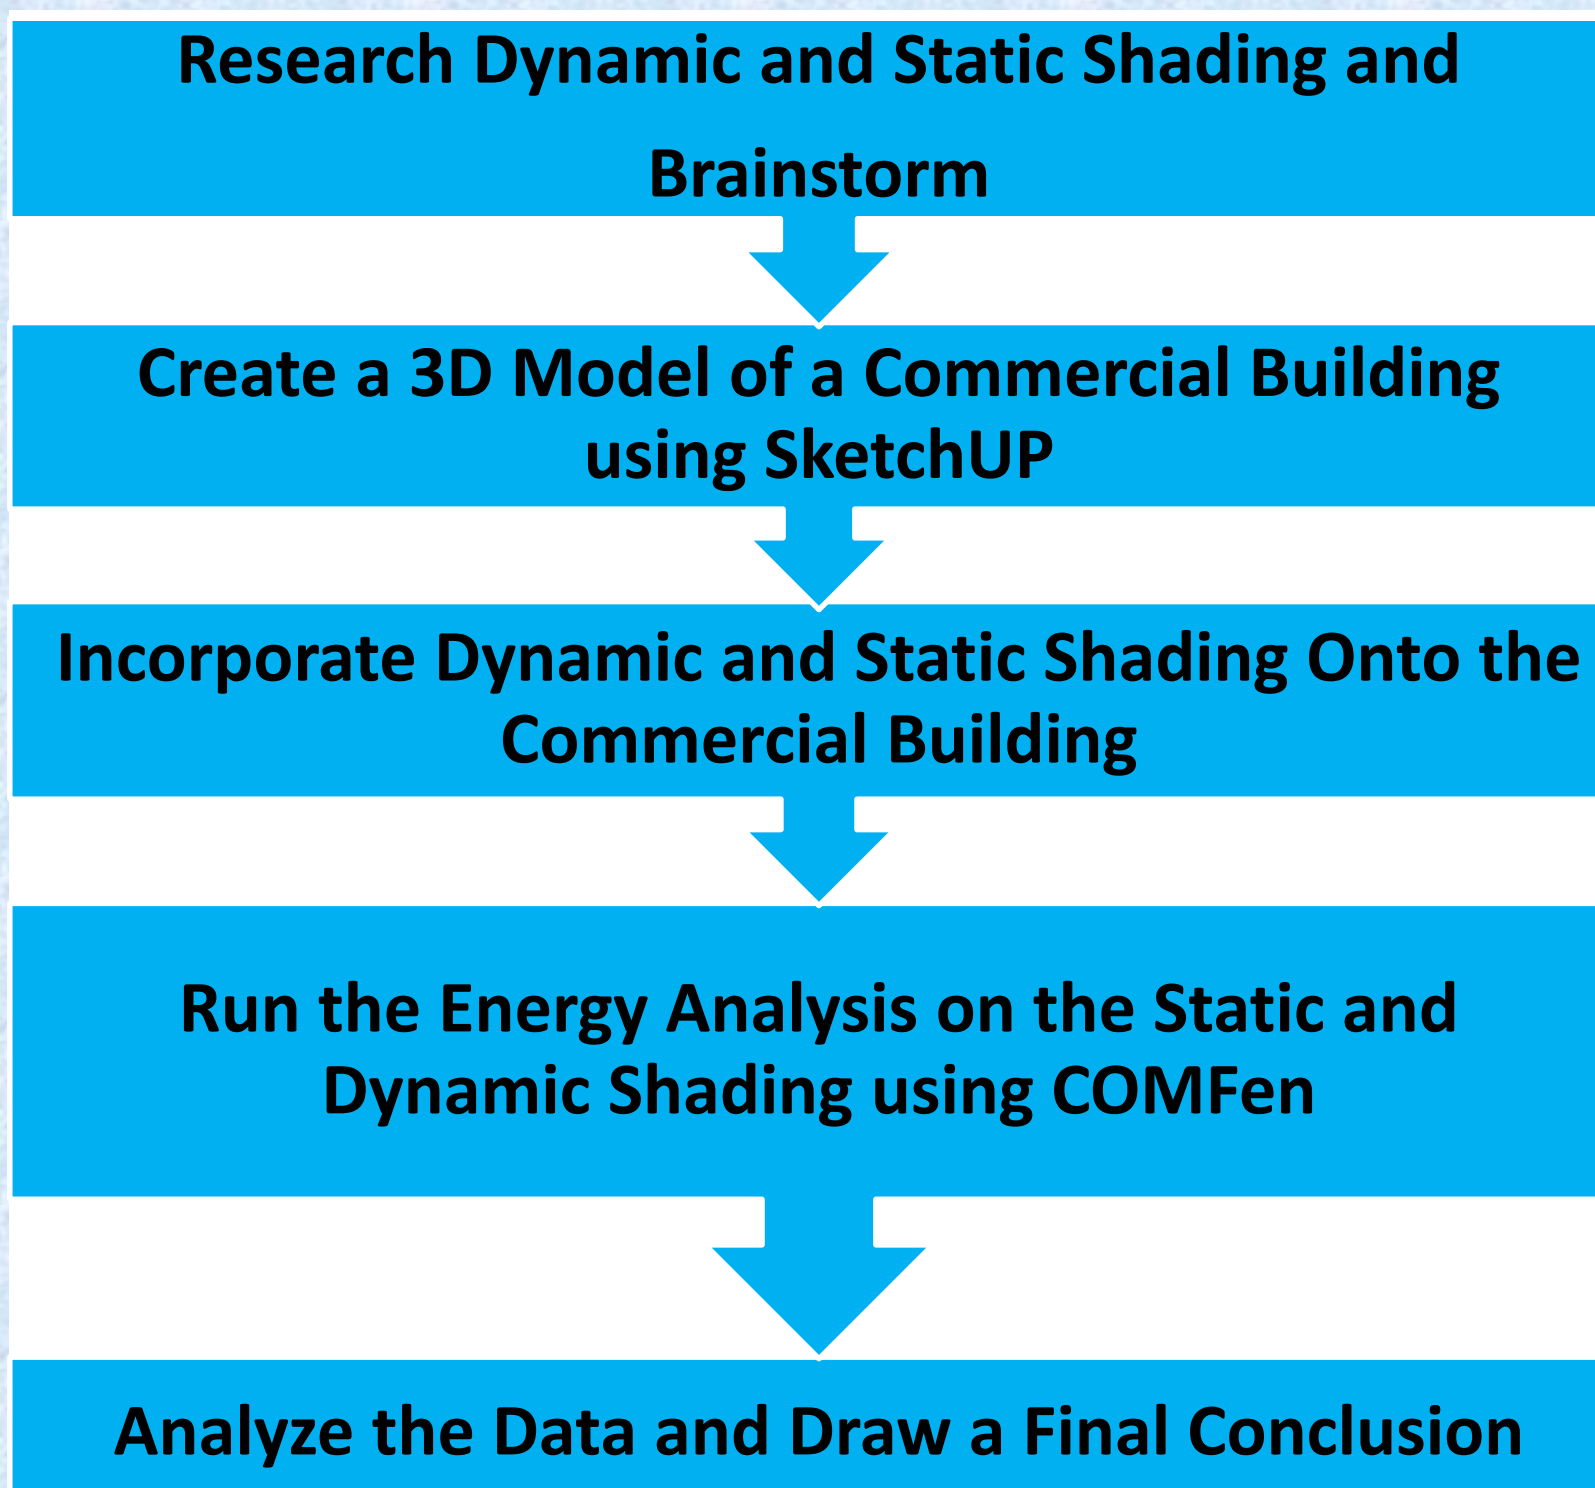 Research Dynamic and Static Shading and
Brainstorm
Create a 3D Model of a Commercial Building
using SketchUP
Incorporate Dynamic and Static Shading Onto the
Commercial Building
Run the Energy Analysis on the Static and
Dynamic Shading using COMFen
Analyze the Data and Draw a Final Conclusion